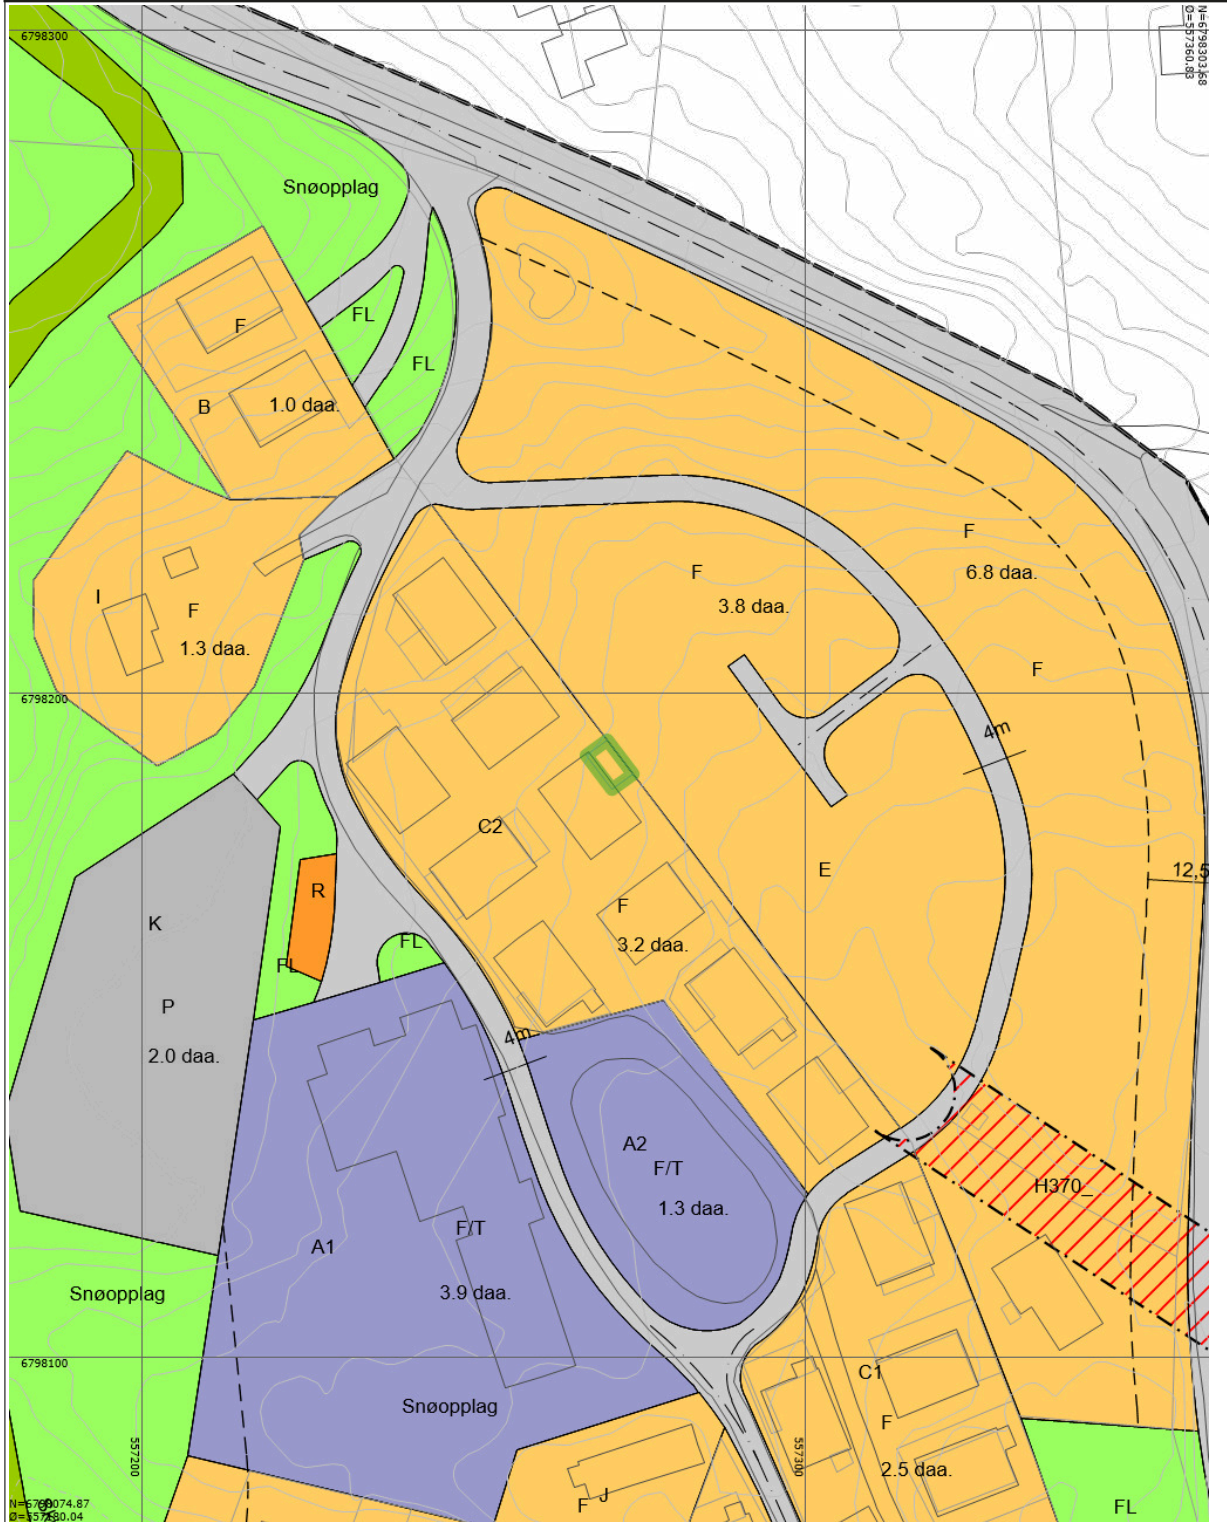 6798300
N=6798303.68
Ø=557360.83
Snøopplag
FL
F
FL
B
1.0 daa.
F
F
6.8 daa.
I
F
3.8 daa.
F
1.3 daa.
F
6798200
4m
C2
E
12,5
R
K
F
3.2 daa.
FL
FL
P
4m
2.0 daa.
A2
F/T
H370_
1.3 daa.
F/T
A1
Snøopplag
3.9 daa.
6798100
C1
Snøopplag
F
557200
557300
2.5 daa.
J
F
FL